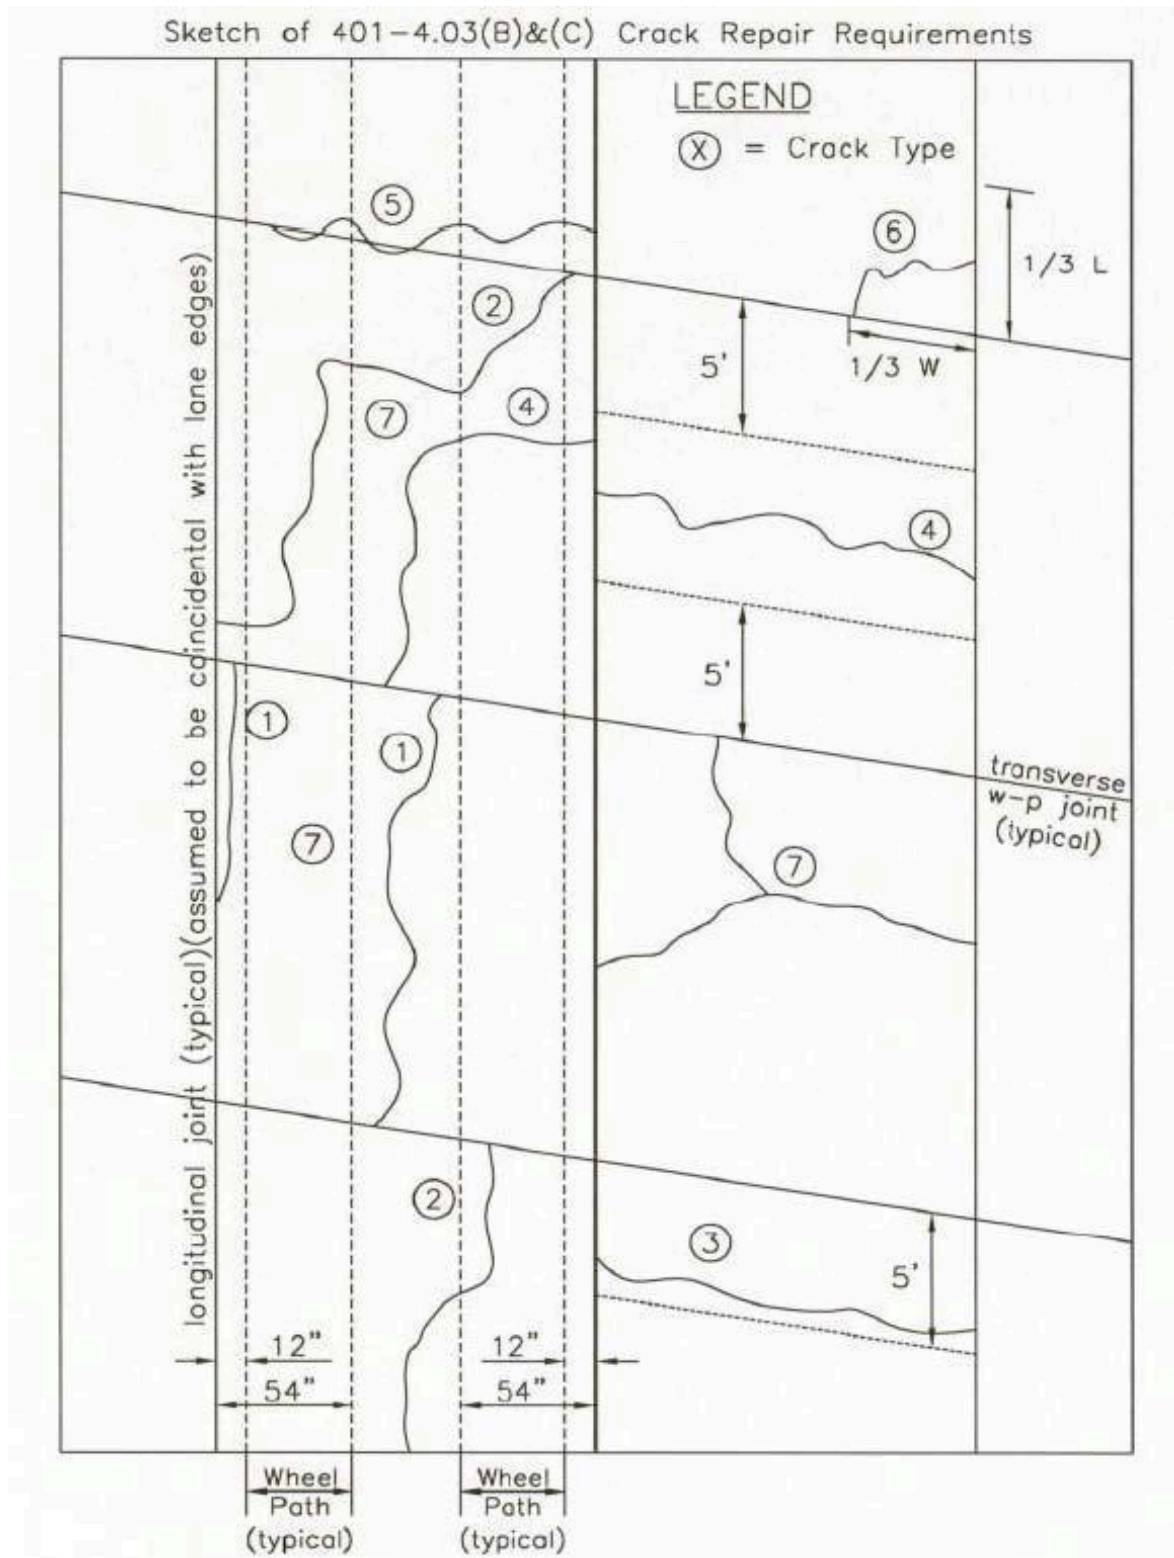 Sketch of 401-4.03(B)&(C) Crack Repair Requirements
LEGEND
X = Crack Type
5
6
1/3 L
2
1/3 W
5'
7
4
4
longitudinal joint (typical)(assumed to be coincidental with lane edges)
5'
1
1
transverse
w-p joint
(typical)
7
7
2
3
5'
12"
12"
54"
54"
Wheel
Path
(typical)
Wheel
Path
(typical)